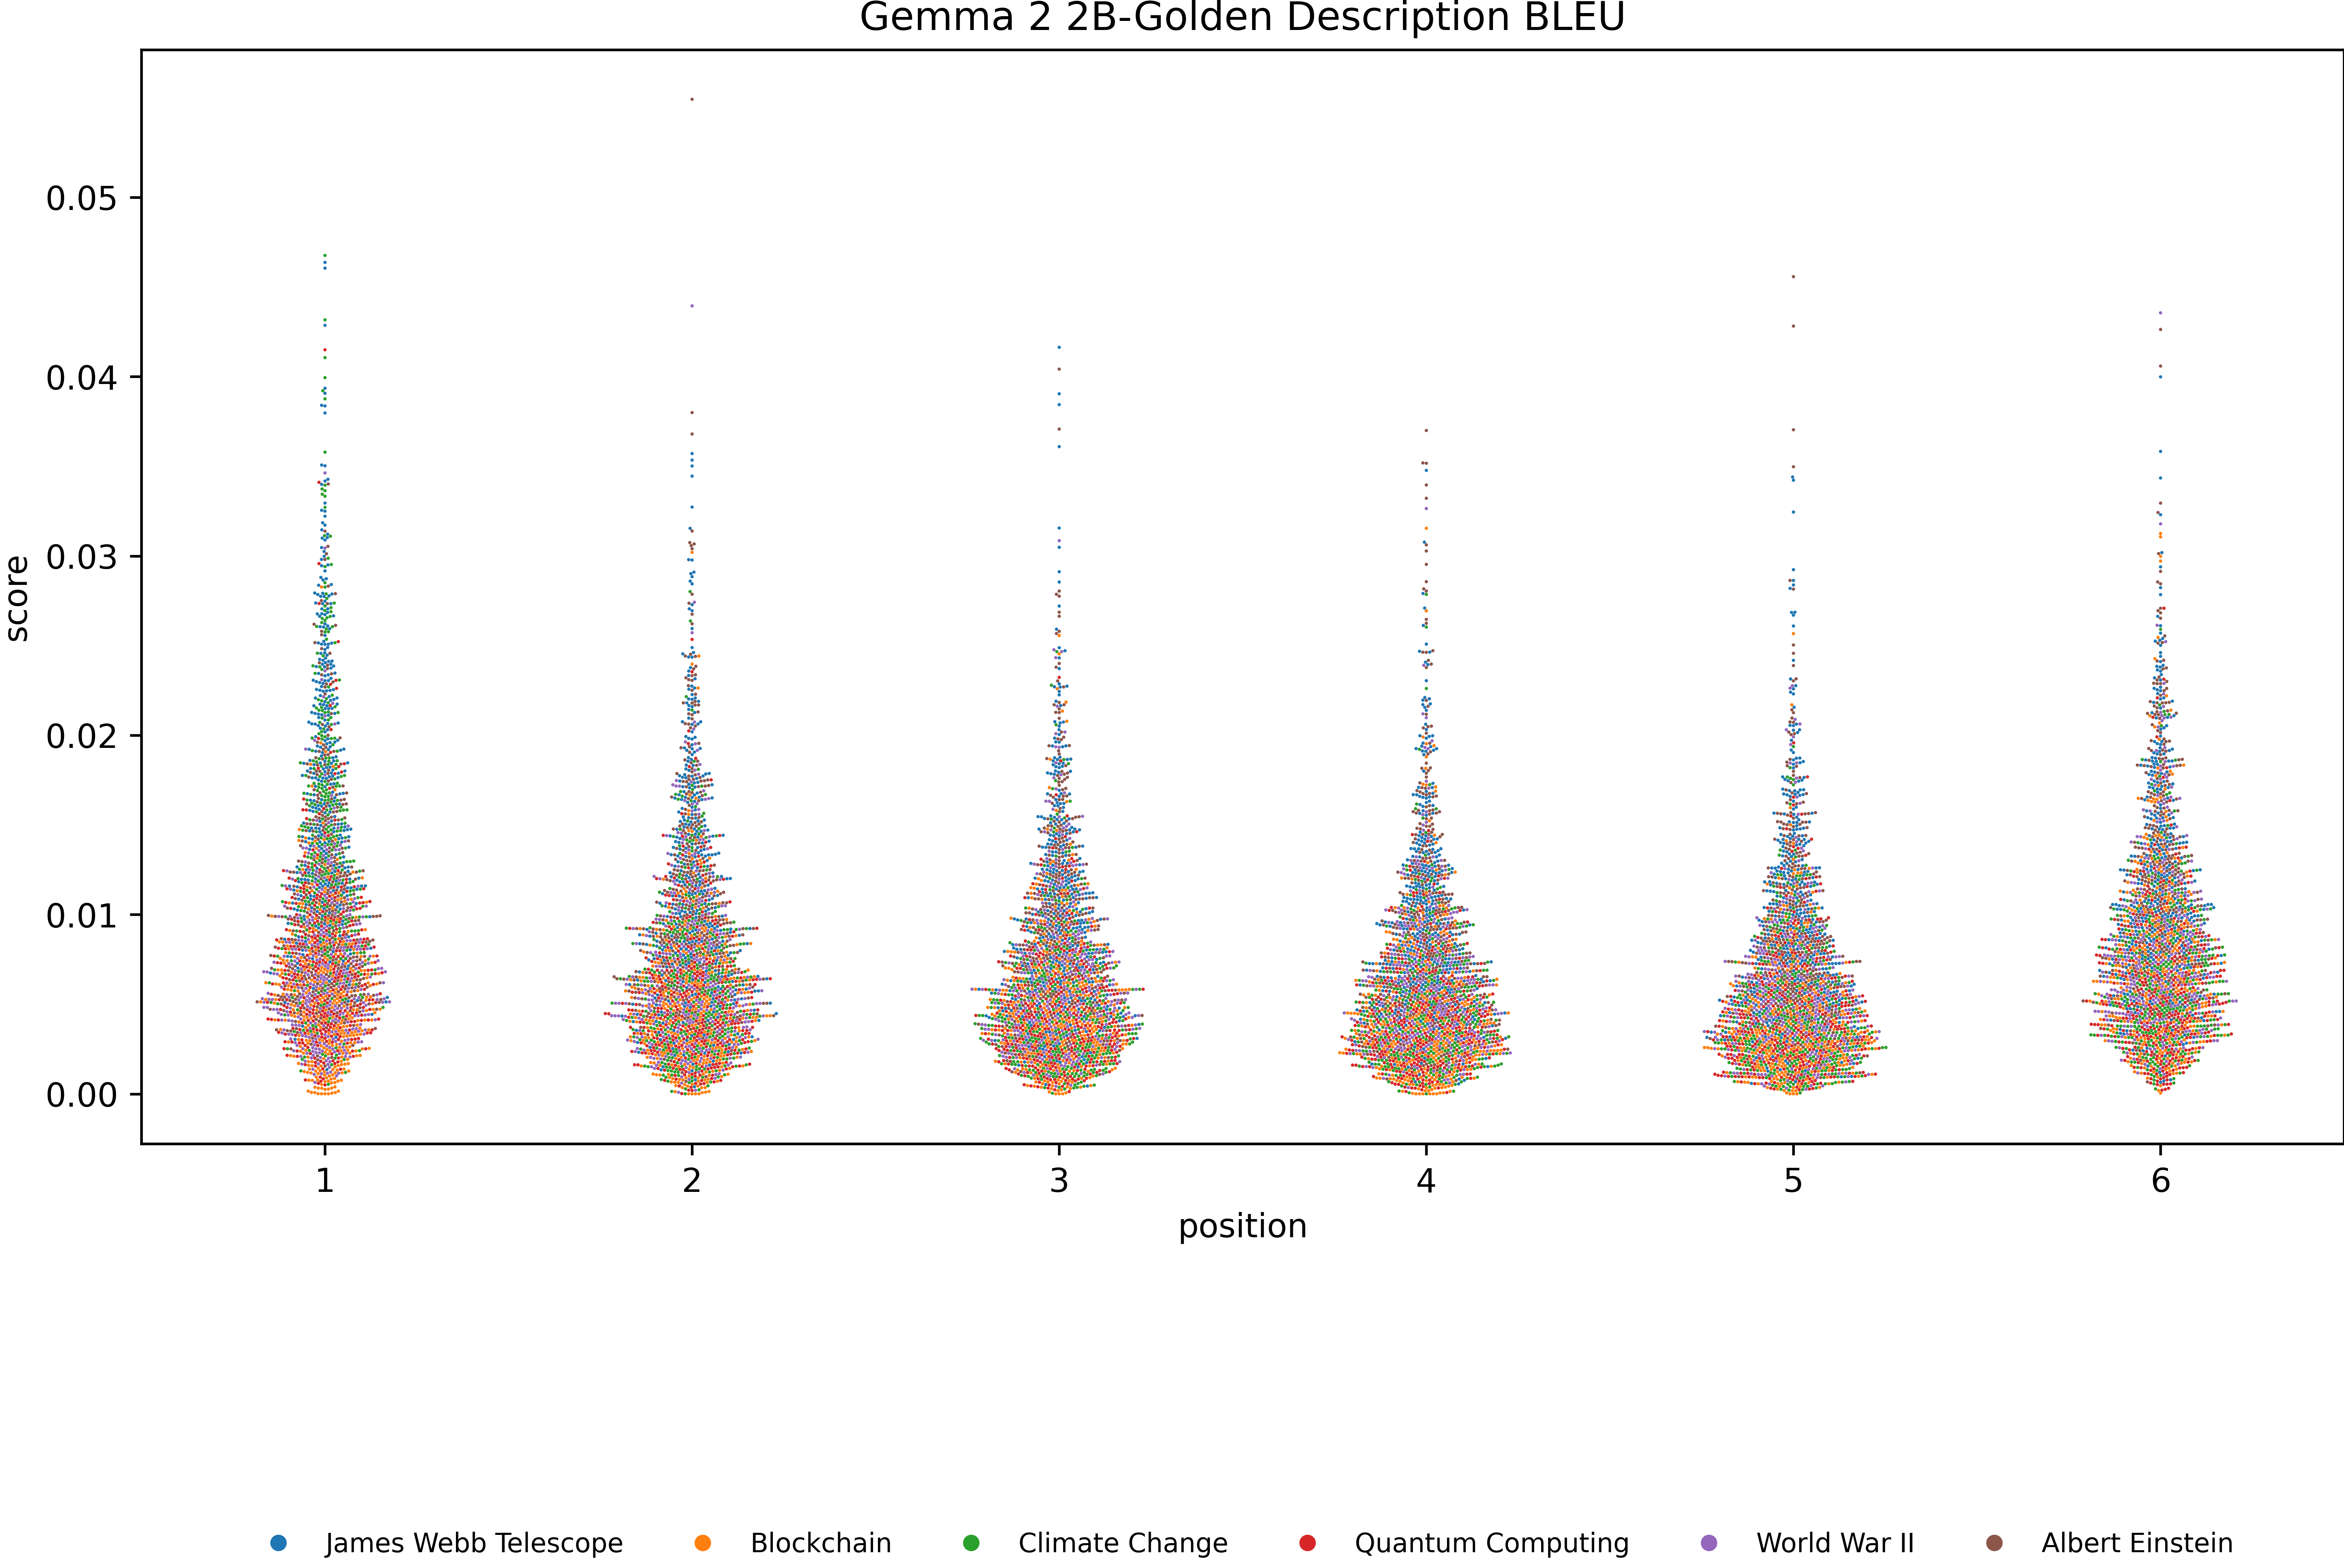 Gemma 2 2B-Golden Description BLEU
0.05
0.04
0.03
0.02
0.01
0.00
score
1 2 3 4 5 6
position
James Webb Telescope Blockchain Climate Change Quantum Computing World War II Albert Einstein